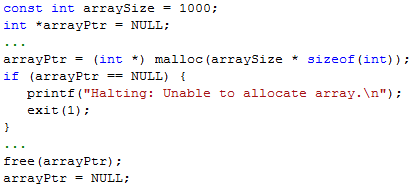 const int arraySize = 1000;
int *arrayPtr = NULL;
...
arrayPtr = (int *) malloc(arraySize * sizeof(int));
if (arrayPtr == NULL) {
   printf("Halting: Unable to allocate array.\n");
   exit(1);
}
...
free(arrayPtr);
arrayPtr = NULL;